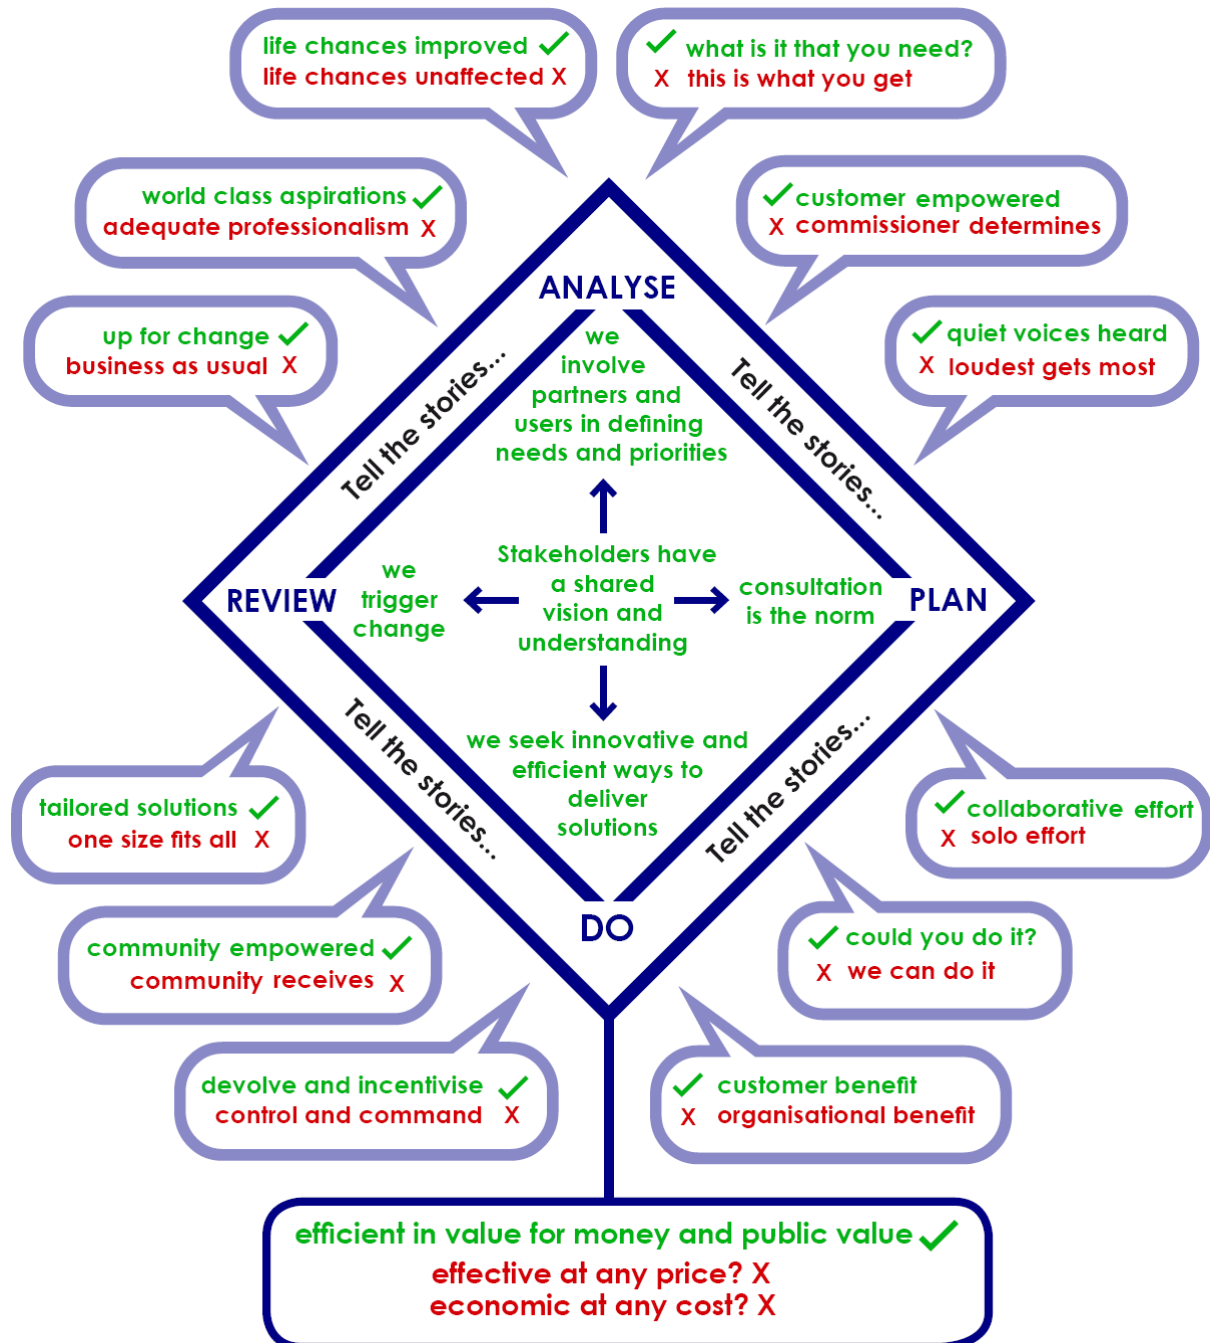 life chances improved ✓
life chances unaffected X
✓ what is it that you need?
X this is what you get
world class aspirations ✓
adequate professionalism X
✓ customer empowered
X commissioner determines
up for change ✓
business as usual X
✓ quiet voices heard
X loudest gets most
ANALYSE
Tell the stories...
Tell the stories...
we
involve
partners and
users in defining
needs and priorities
Stakeholders have
a shared
vision and
understanding
REVIEW
we
trigger
change
consultation
is the norm
PLAN
we seek innovative and
efficient ways to
deliver
solutions
Tell the stories...
Tell the stories...
DO
tailored solutions ✓
one size fits all X
✓ collaborative effort
X solo effort
community empowered ✓
community receives X
✓ could you do it?
X we can do it
devolve and incentivise ✓
control and command X
✓ customer benefit
X organisational benefit
efficient in value for money and public value ✓
effective at any price? X
economic at any cost? X